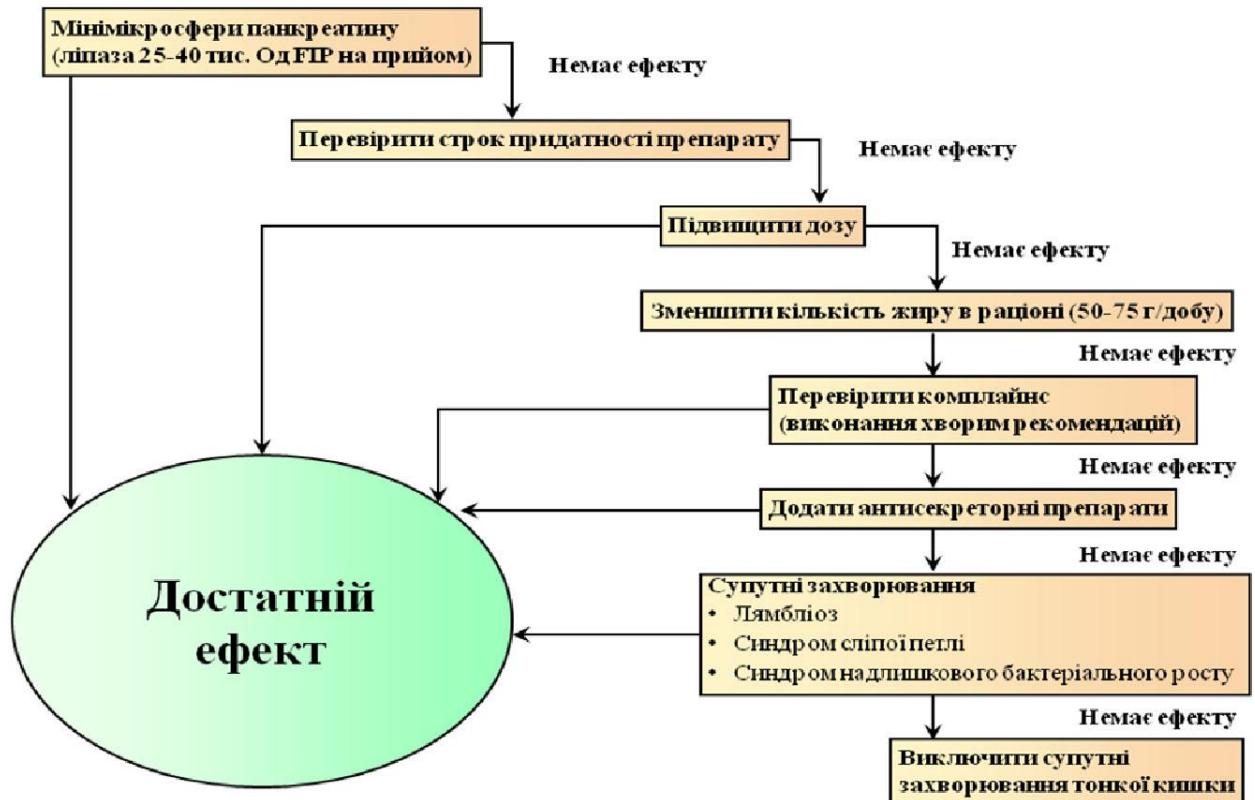 Мінімікросфери панкреатину
(ліпаза 25-40 тис. Од FIP на прийом)
Немає ефекту
Перевірити строк придатності препарату
Немає ефекту
Підвищити дозу
Немає ефекту
Зменшити кількість жиру в раціоні (50-75 г/добу)
Немає ефекту
Перевірити комплайнс
(виконання хворим рекомендацій)
Немає ефекту
Додати антисекреторні препарати
Немає ефекту
Супутні захворювання
• Лямбліоз
• Синдром сліпої петлі
• Синдром надлишкового бактеріального росту
Немає ефекту
Виключити супутні
захворювання тонкої кишки
Достатній
ефект